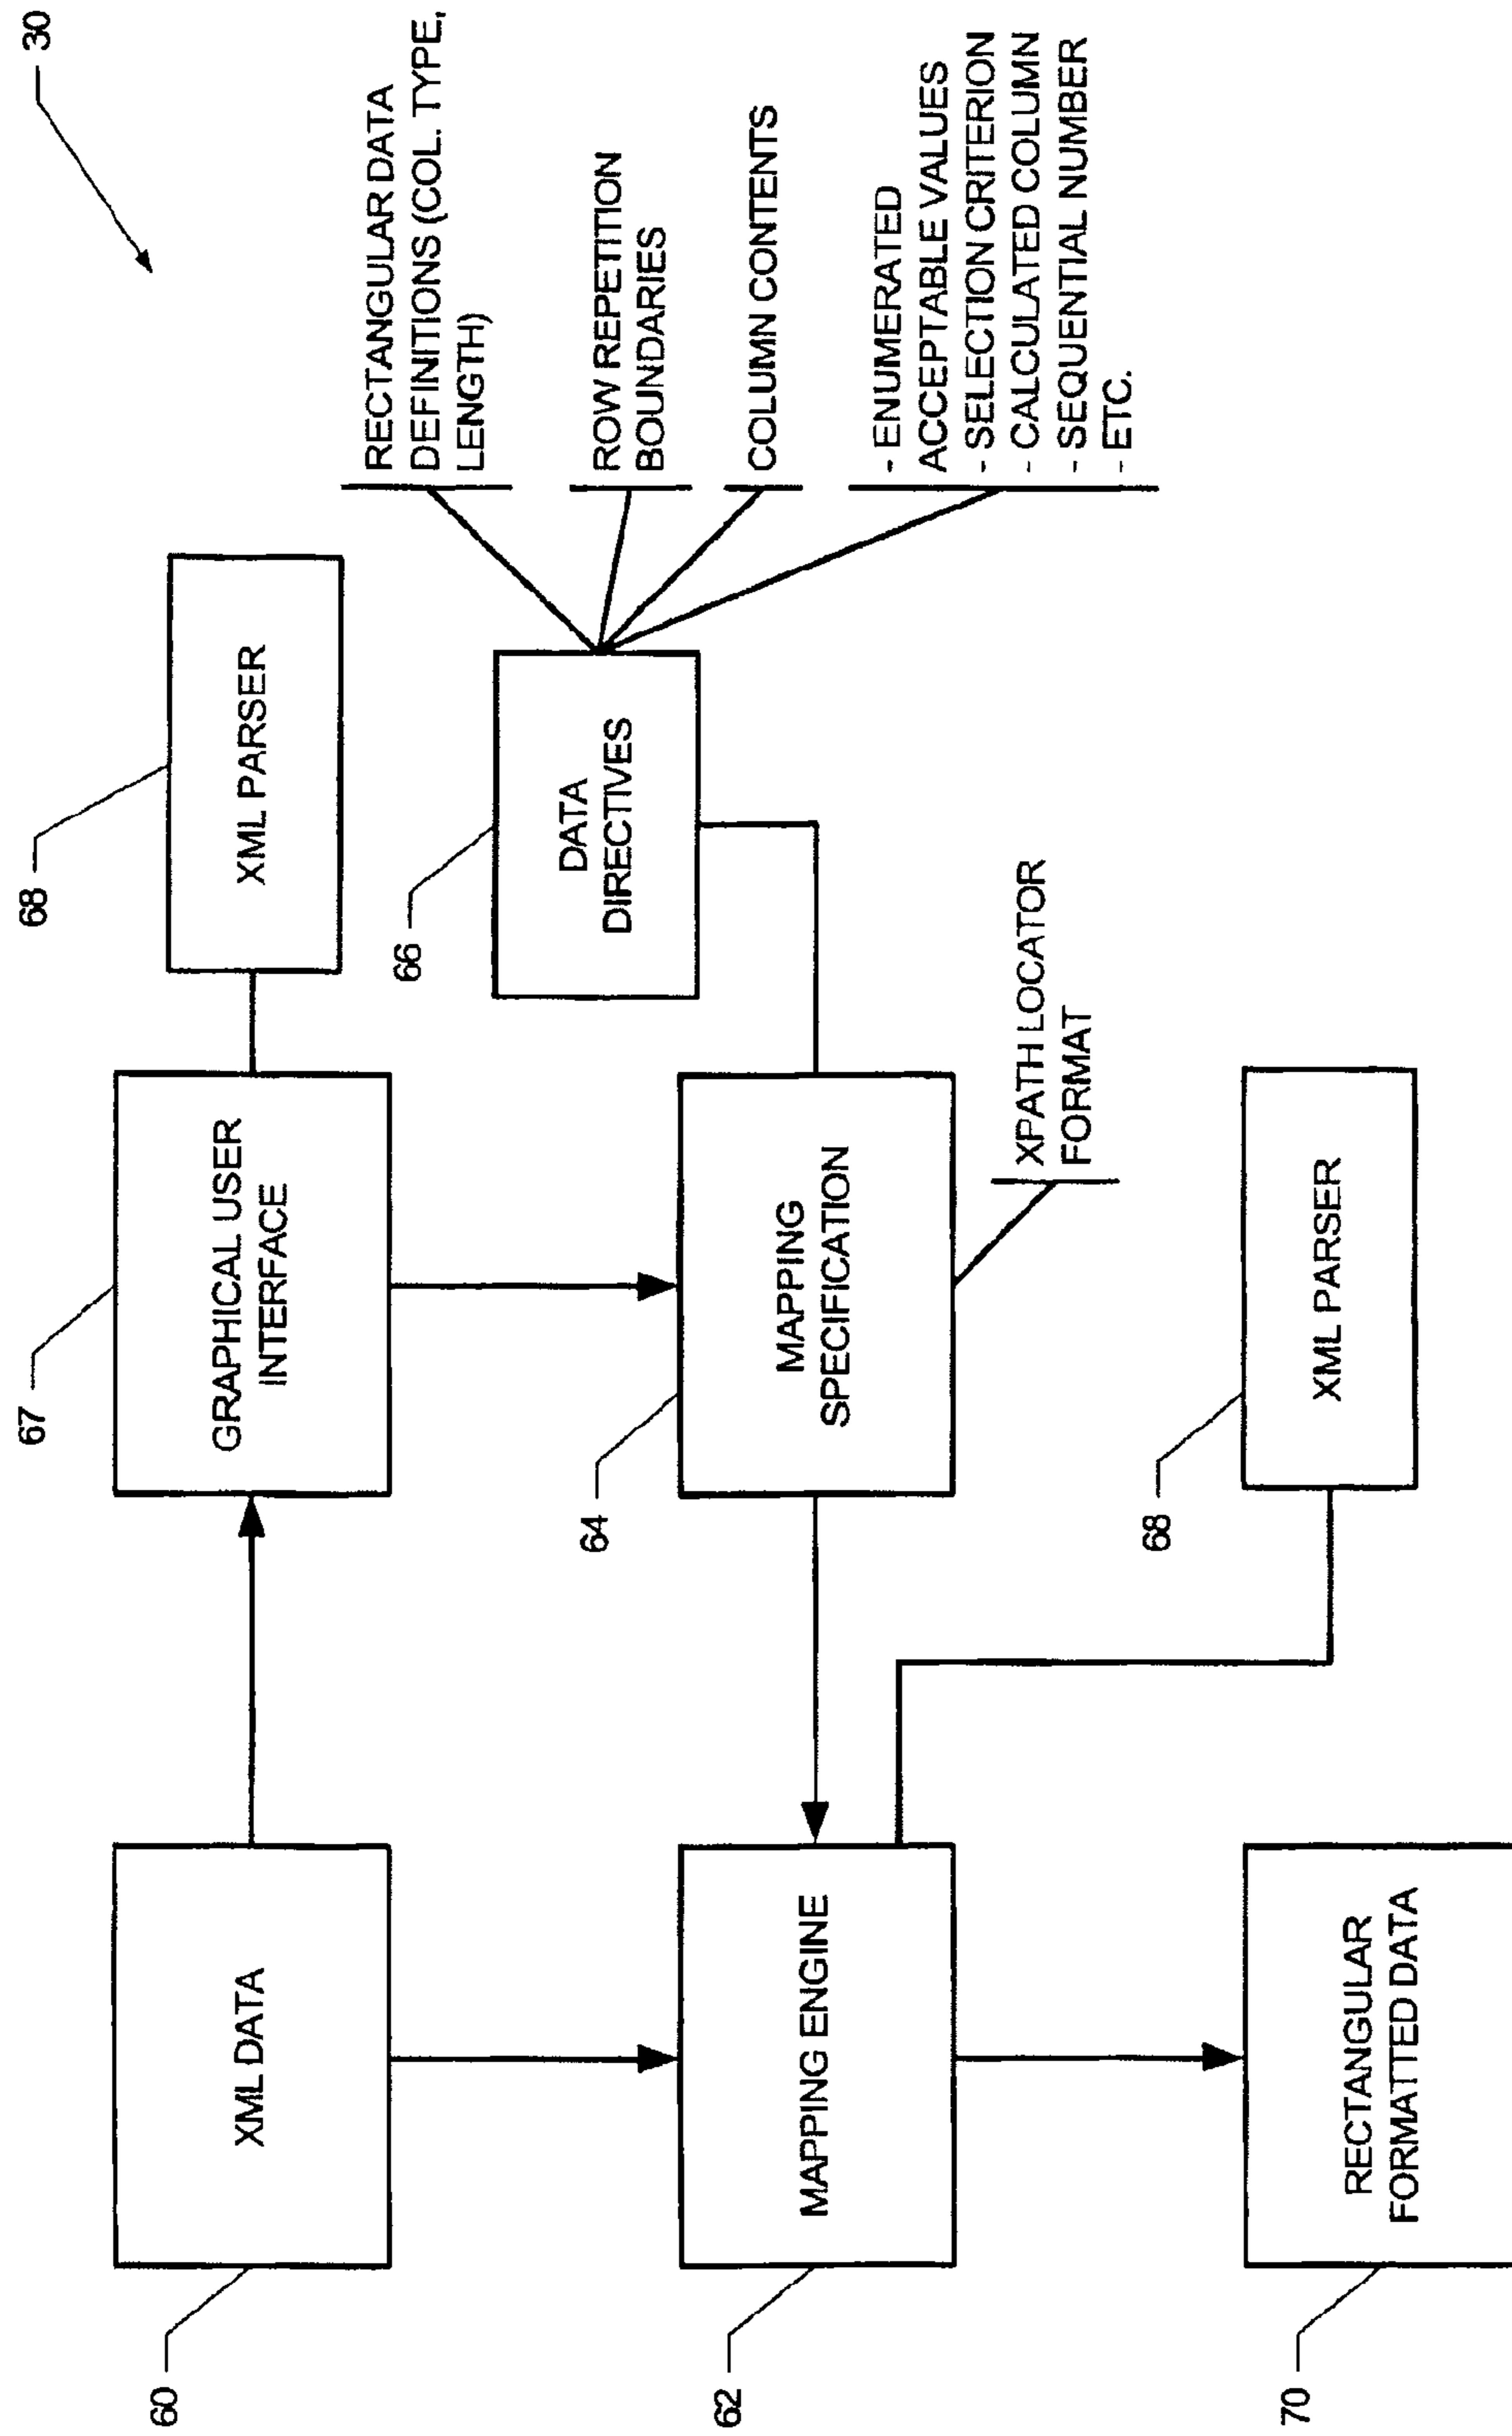 30
68
XML PARSER
RECTANGULAR DATA
DEFINITIONS (COL. TYPE,
LENGTH)
67
GRAPHICAL USER
INTERFACE
60
XML DATA
66
DATA
DIRECTIVES
ROW REPETITION
BOUNDARIES
COLUMN CONTENTS
- ENUMERATED
ACCEPTABLE VALUES
- SELECTION CRITERION
- CALCULATED COLUMN
- SEQUENTIAL NUMBER
- ETC.
64
MAPPING
SPECIFICATION
XPATH LOCATOR
FORMAT
62
MAPPING ENGINE
68
XML PARSER
70
RECTANGULAR
FORMATTED DATA